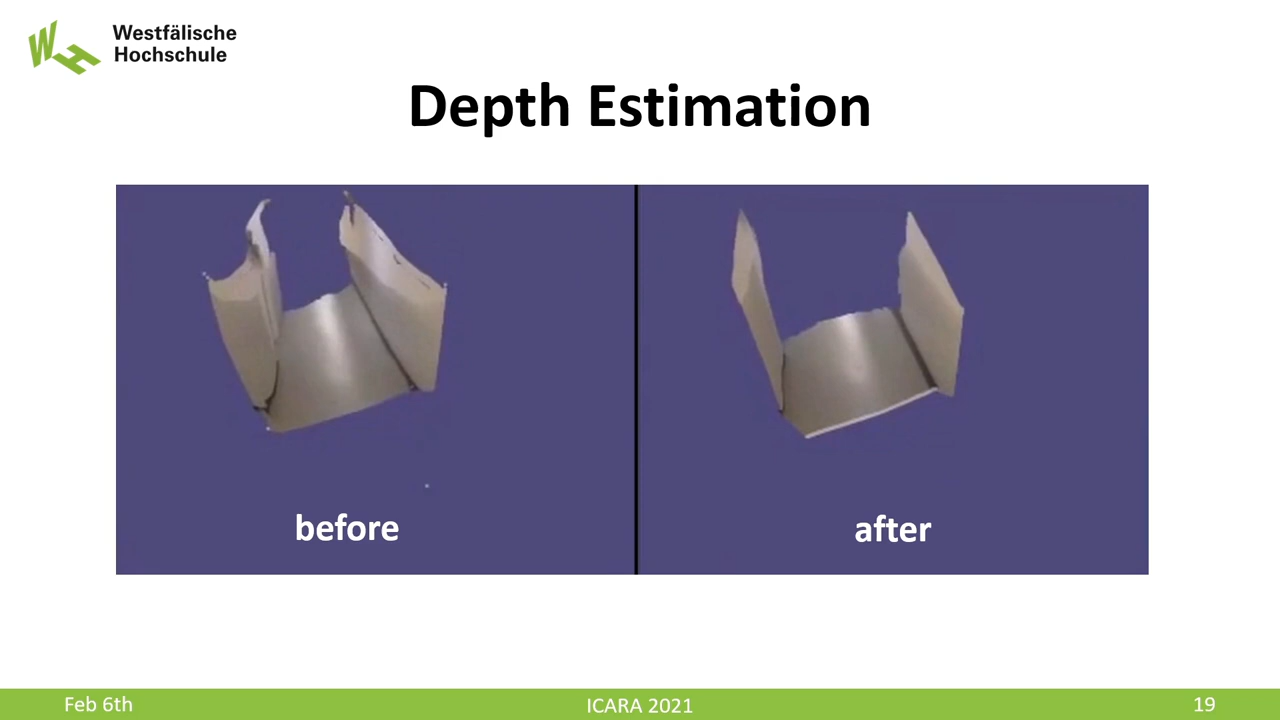 Westfälische
Hochschule
Depth Estimation
before
after
Feb 6th
ICARA 2021
19